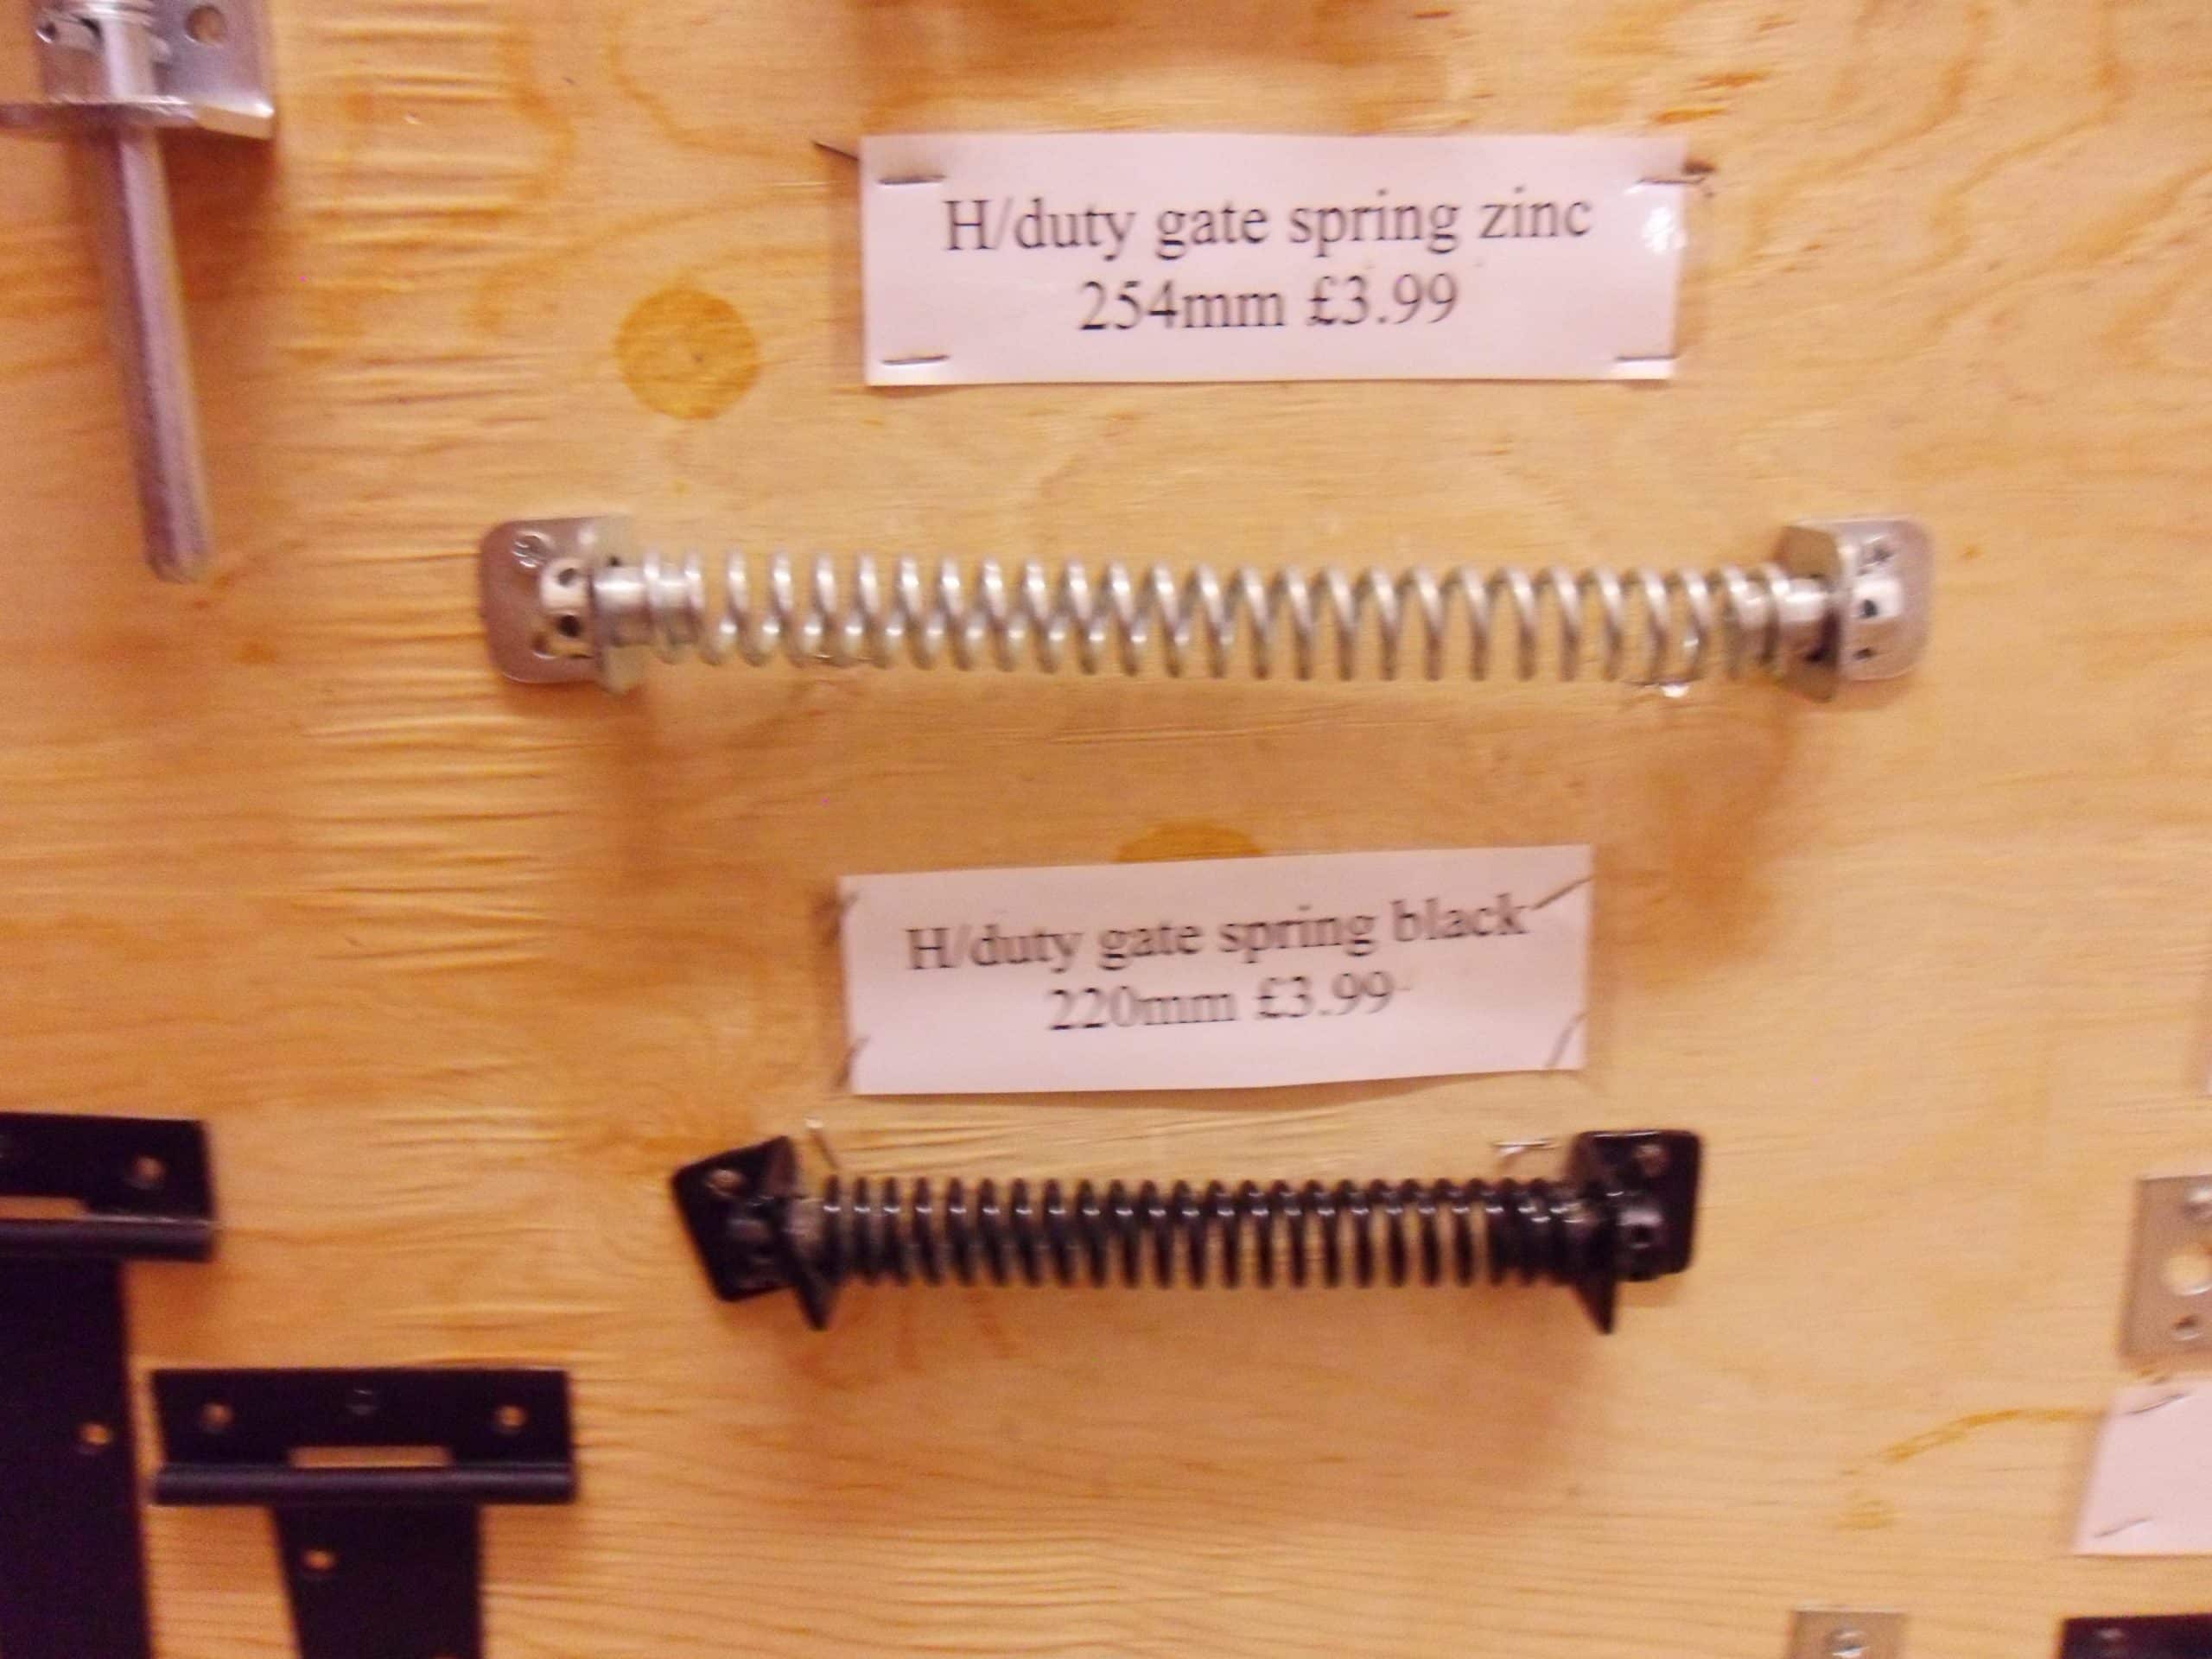 H/duty gate spring zinc
254mm £3.99
H/duty gate spring black
220mm £3.99